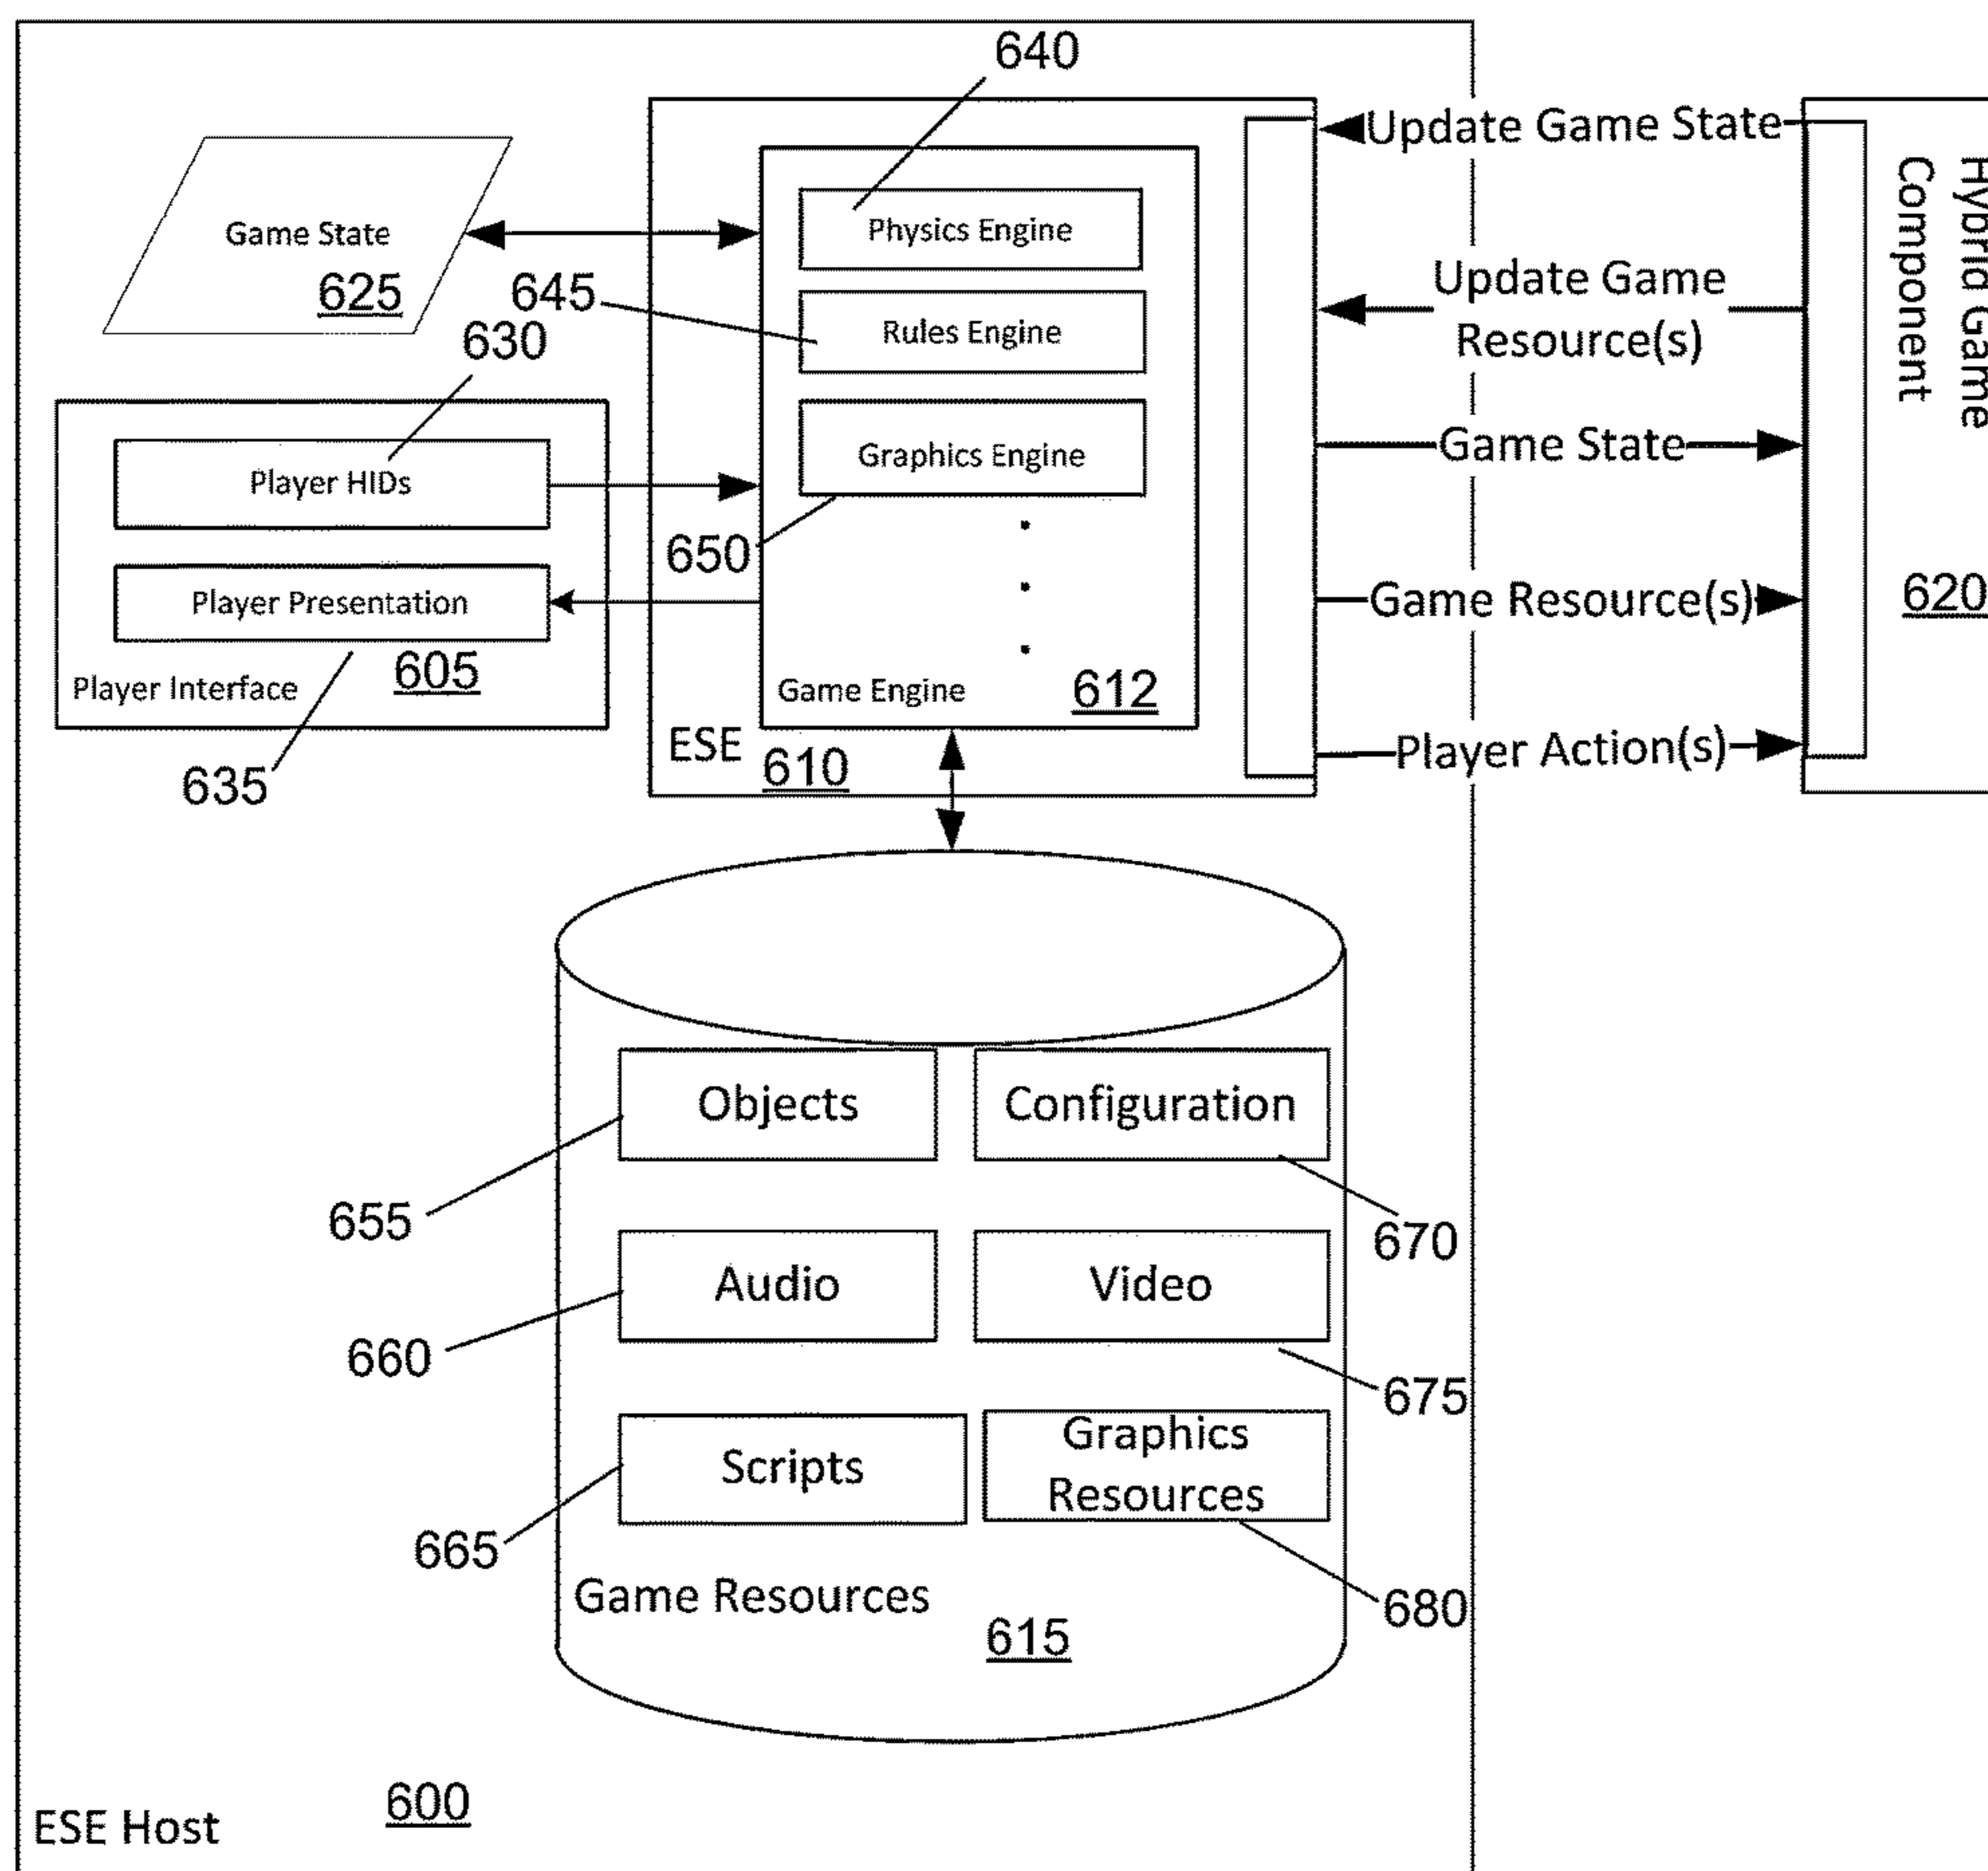 640
Update Game State
Hybrid Game
Component
Physics Engine
Game State
625
645
Rules Engine
Update Game
Resource(s)
630
Player HIDs
Graphics Engine
650
Game State
Player Presentation
605
Player Interface
635
Game Resource(s)
620
Game Engine
612
ESE
610
Player Action(s)
Objects
Configuration
655
670
Audio
Video
660
675
Scripts
Graphics
Resources
665
680
Game Resources
615
ESE Host
600